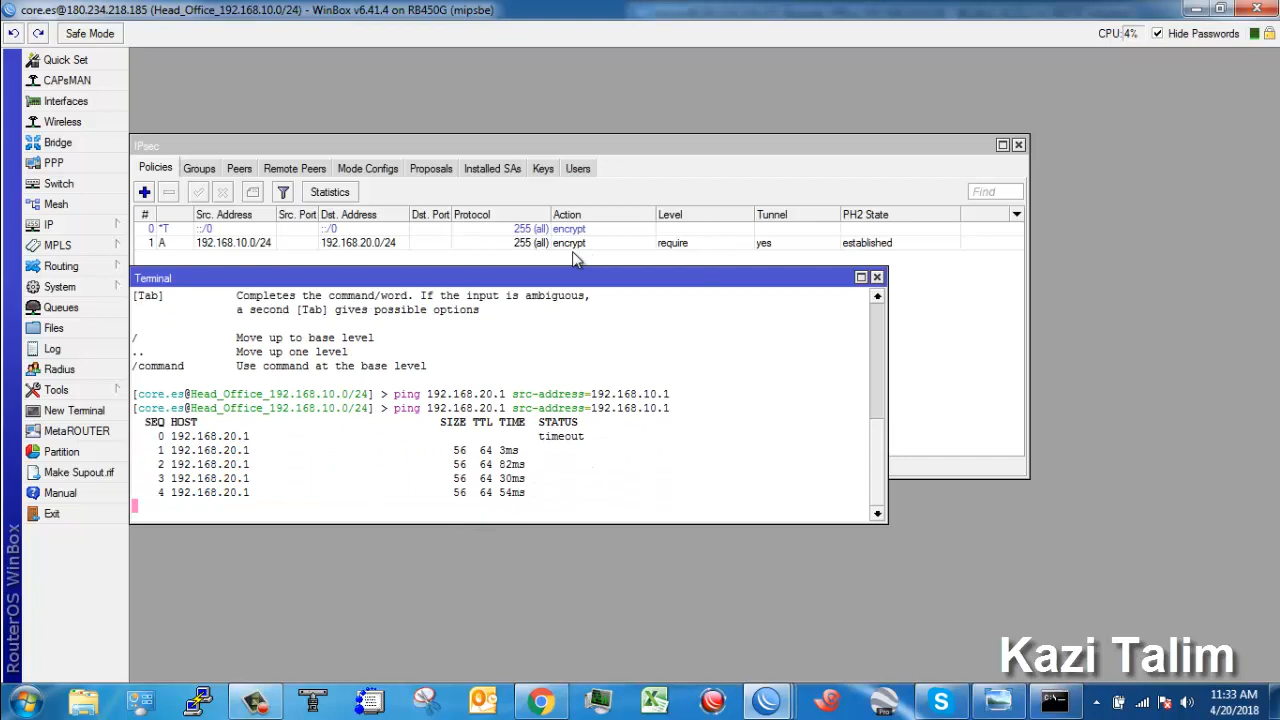 core.es@180.234.218.185 (Head_Office_192.168.10.0/24) - WinBox v6.41.4 on RB450G (mipsbe)
Safe Mode
CPU: 4%
Hide Passwords
Quick Set
CAPsMAN
Interfaces
Wireless
Bridge
PPP
Switch
Mesh
IP
MPLS
Routing
System
Queues
Files
Log
Radius
Tools
New Terminal
MetaROUTER
Partition
Make Supout.rif
Manual
Exit
RouterOS WinBox
IPsec
Policies Groups Peers Remote Peers Mode Configs Proposals Installed SAs Keys Users
Statistics
Find
# Src. Address Src. Port Dst. Address Dst. Port Protocol Action Level Tunnel PH2 State
0 *T ::/0 ::/0 255 (all) encrypt
1 A 192.168.10.0/24 192.168.20.0/24 255 (all) encrypt require yes established
Terminal
[Tab] Completes the command/word. If the input is ambiguous,
a second [Tab] gives possible options
/ Move up to base level
.. Move up one level
/command Use command at the base level
[core.es@Head_Office_192.168.10.0/24] > ping 192.168.20.1 src-address=192.168.10.1
[core.es@Head_Office_192.168.10.0/24] > ping 192.168.20.1 src-address=192.168.10.1
SEQ HOST SIZE TTL TIME STATUS
0 192.168.20.1 timeout
1 192.168.20.1 56 64 3ms
2 192.168.20.1 56 64 82ms
3 192.168.20.1 56 64 30ms
4 192.168.20.1 56 64 54ms
Kazi Talim
Pro
11:33 AM
4/20/2018